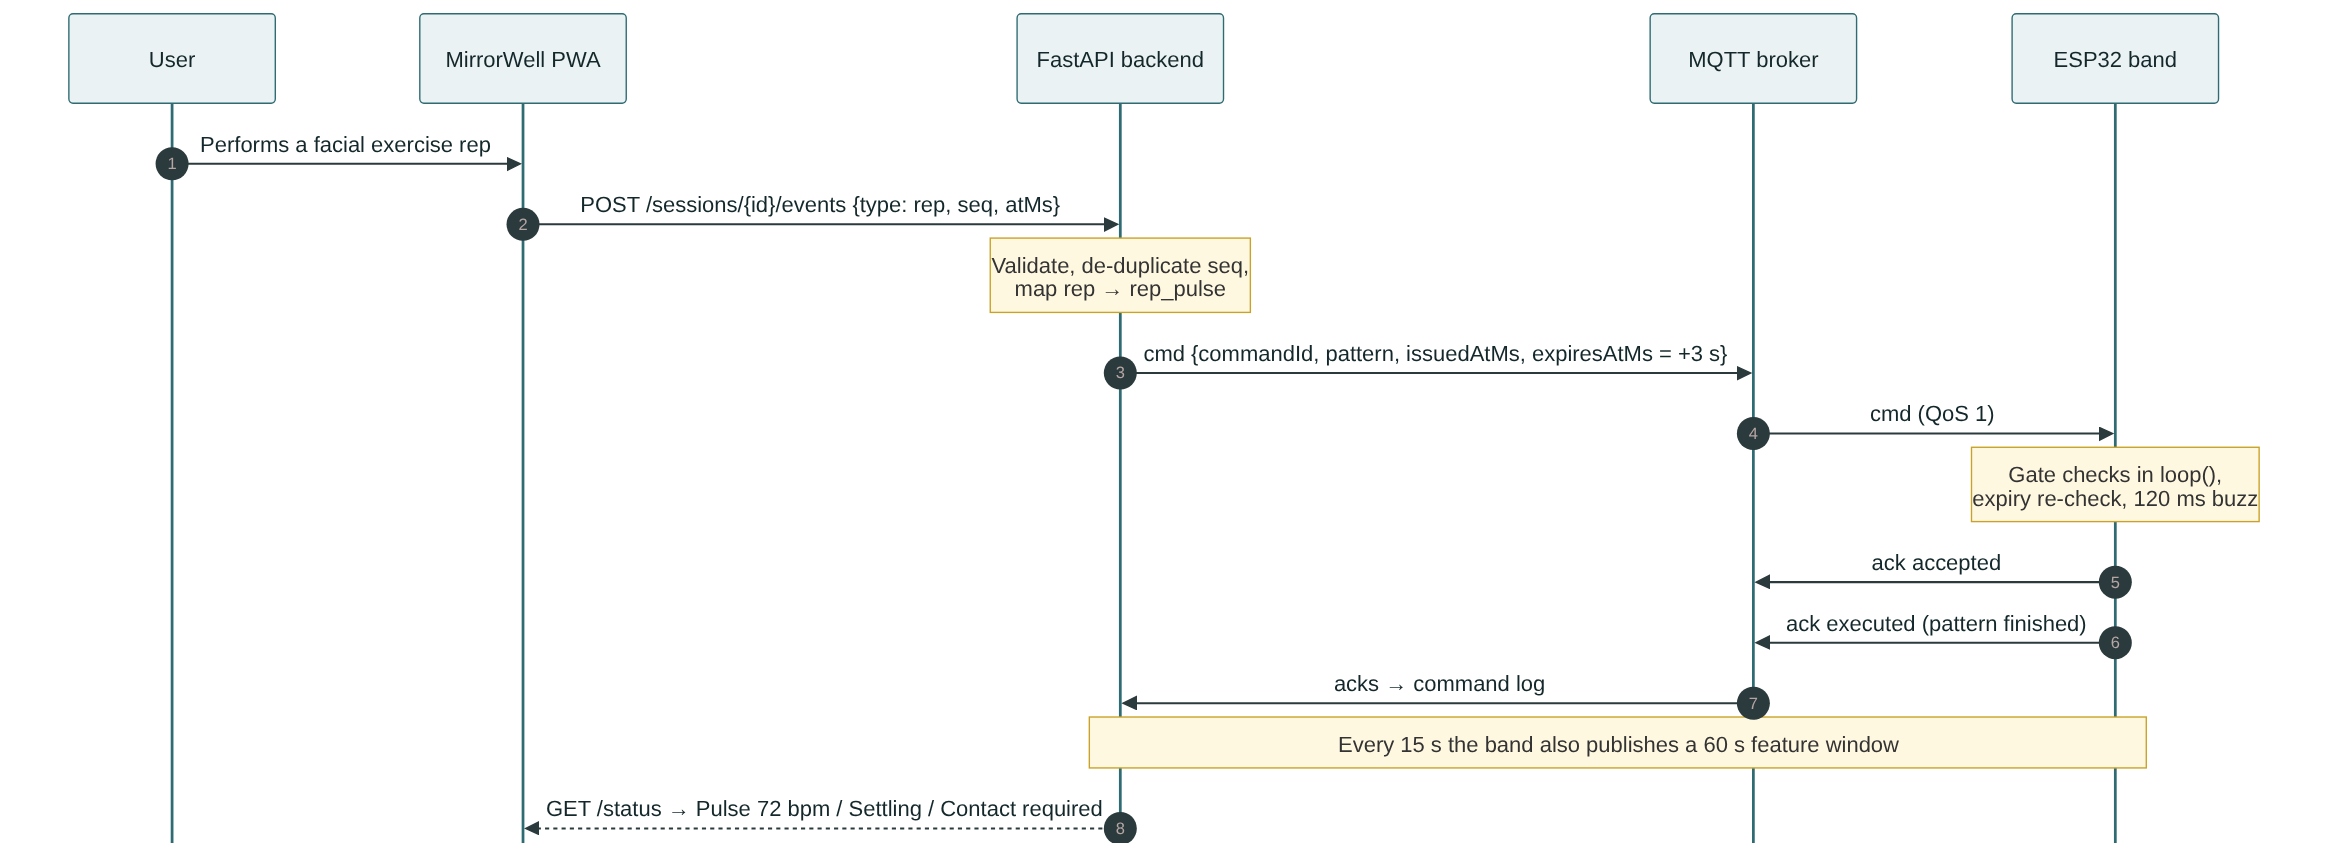 User
MirrorWell PWA
FastAPI backend
MQTT broker
ESP32 band
Performs a facial exercise rep
1
POST /sessions/{id}/events {type: rep, seq, atMs}
2
Validate, de-duplicate seq,
map rep → rep_pulse
cmd {commandId, pattern, issuedAtMs, expiresAtMs = +3 s}
3
cmd (QoS 1)
4
Gate checks in loop(),
expiry re-check, 120 ms buzz
ack accepted
5
ack executed (pattern finished)
6
acks → command log
7
Every 15 s the band also publishes a 60 s feature window
GET /status → Pulse 72 bpm / Settling / Contact required
8